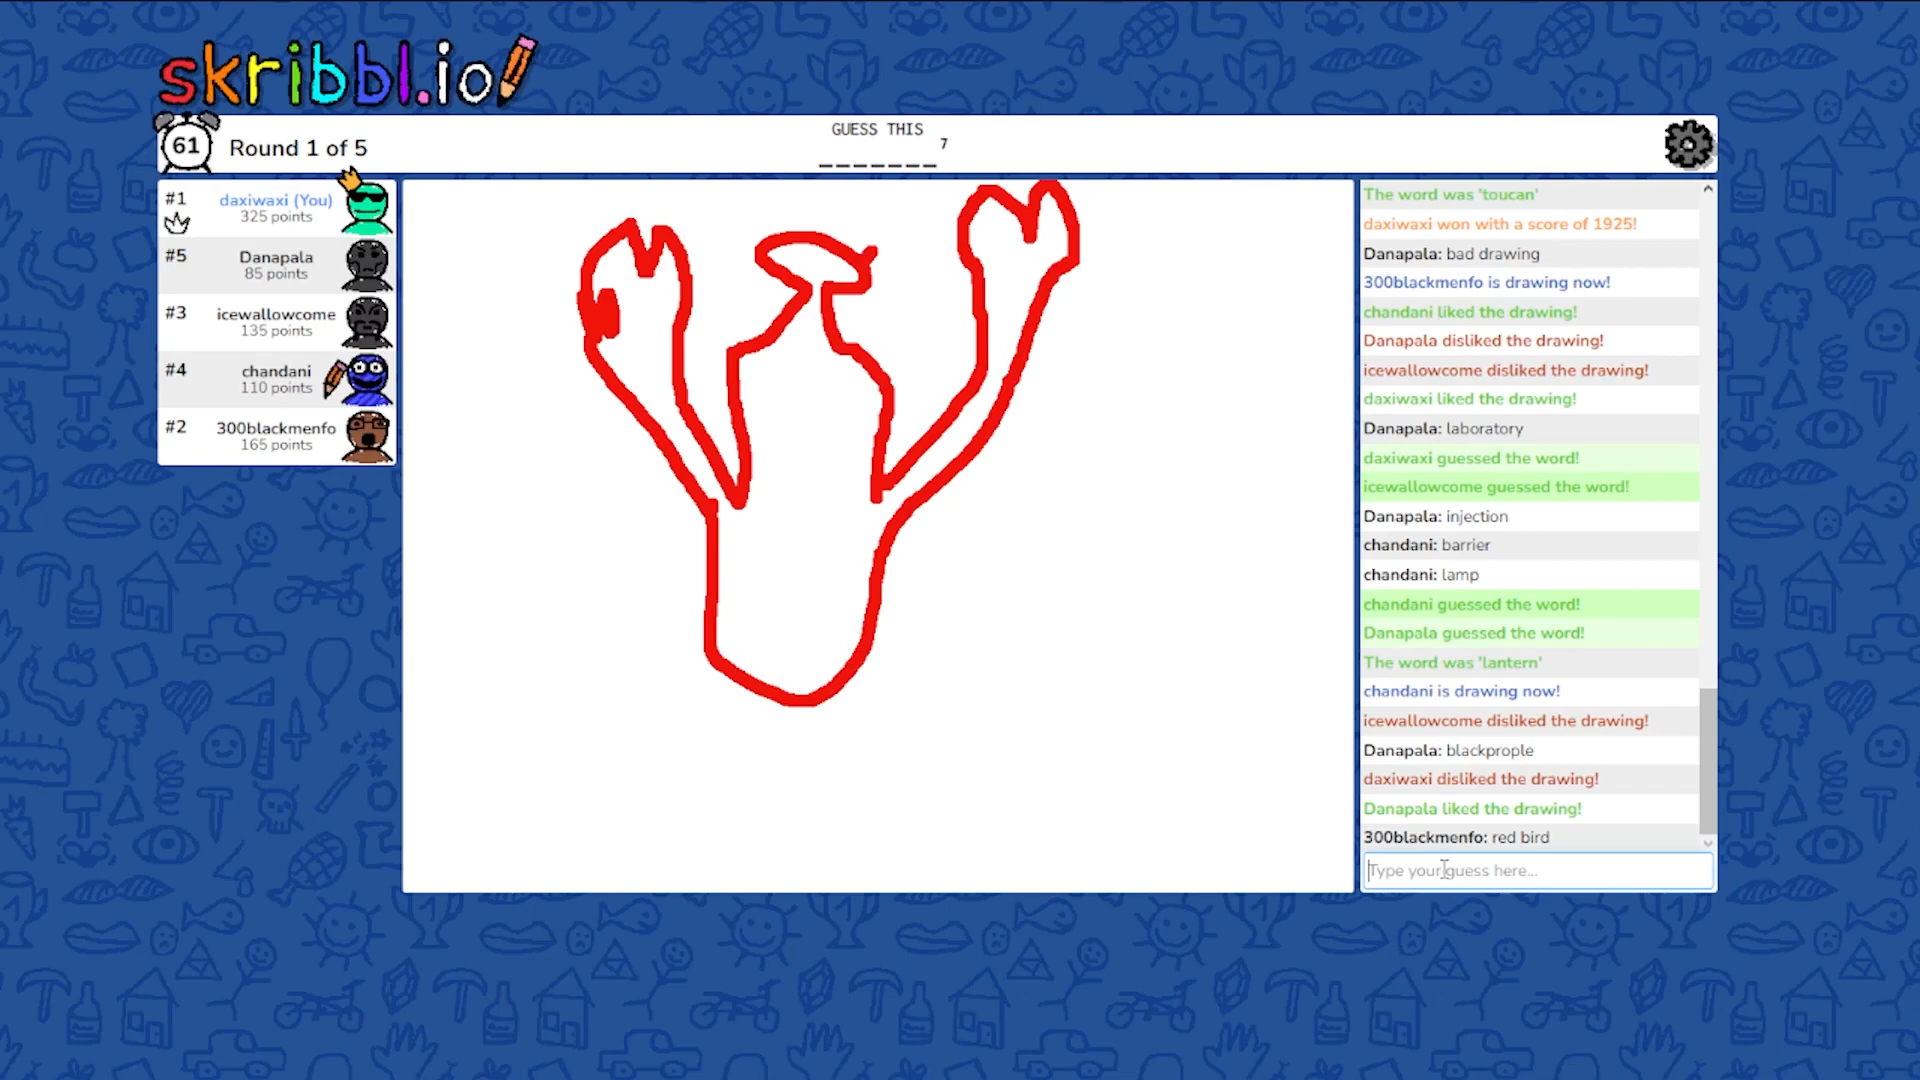 skribbl.io
61
Round 1 of 5
GUESS THIS
_______ 7
#1 daxiwaxi (You)
325 points
#5 Danapala
85 points
#3 icewallowcome
135 points
#4 chandani
110 points
#2 300blackmenfo
165 points
The word was 'toucan'
daxiwaxi won with a score of 1925!
Danapala: bad drawing
300blackmenfo is drawing now!
chandani liked the drawing!
Danapala disliked the drawing!
icewallowcome disliked the drawing!
daxiwaxi liked the drawing!
Danapala: laboratory
daxiwaxi guessed the word!
icewallowcome guessed the word!
Danapala: injection
chandani: barrier
chandani: lamp
chandani guessed the word!
Danapala guessed the word!
The word was 'lantern'
chandani is drawing now!
icewallowcome disliked the drawing!
Danapala: blackprople
daxiwaxi disliked the drawing!
Danapala liked the drawing!
300blackmenfo: red bird
Type your guess here...